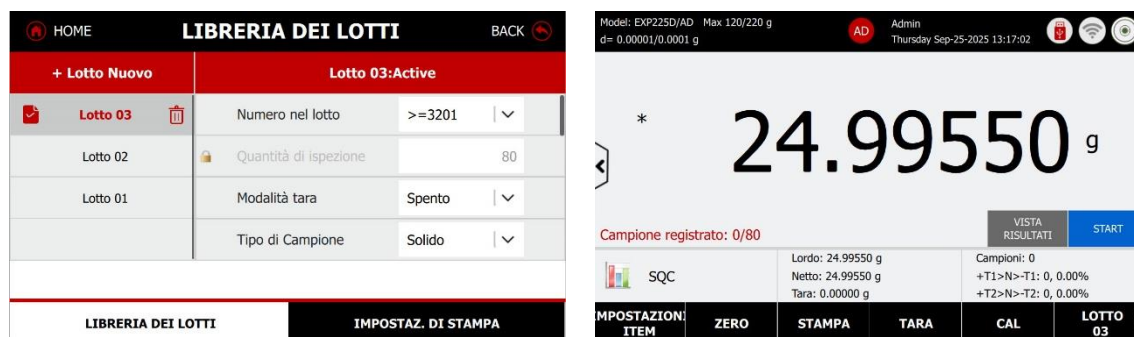 HOME LIBRERIA DEI LOTTI BACK
+ Lotto Nuovo Lotto 03:Active
Lotto 03 Numero nel lotto >=3201
Lotto 02 Quantità di ispezione 80
Lotto 01 Modalità tara Spento
Tipo di Campione Solido
LIBRERIA DEI LOTTI IMPOSTAZ. DI STAMPA
Model: EXP225D/AD Max 120/220 g
d= 0.00001/0.0001 g
AD
Admin
Thursday Sep-25-2025 13:17:02
* 24.99550 g
Campione registrato: 0/80
VISTA
RISULTATI
START
SQC
Lordo: 24.99550 g
Netto: 24.99550 g
Tara: 0.00000 g
Campioni: 0
+T1>N>-T1: 0, 0.00%
+T2>N>-T2: 0, 0.00%
IMPOSTAZIONI
ITEM
ZERO
STAMPA
TARA
CAL
LOTTO
03